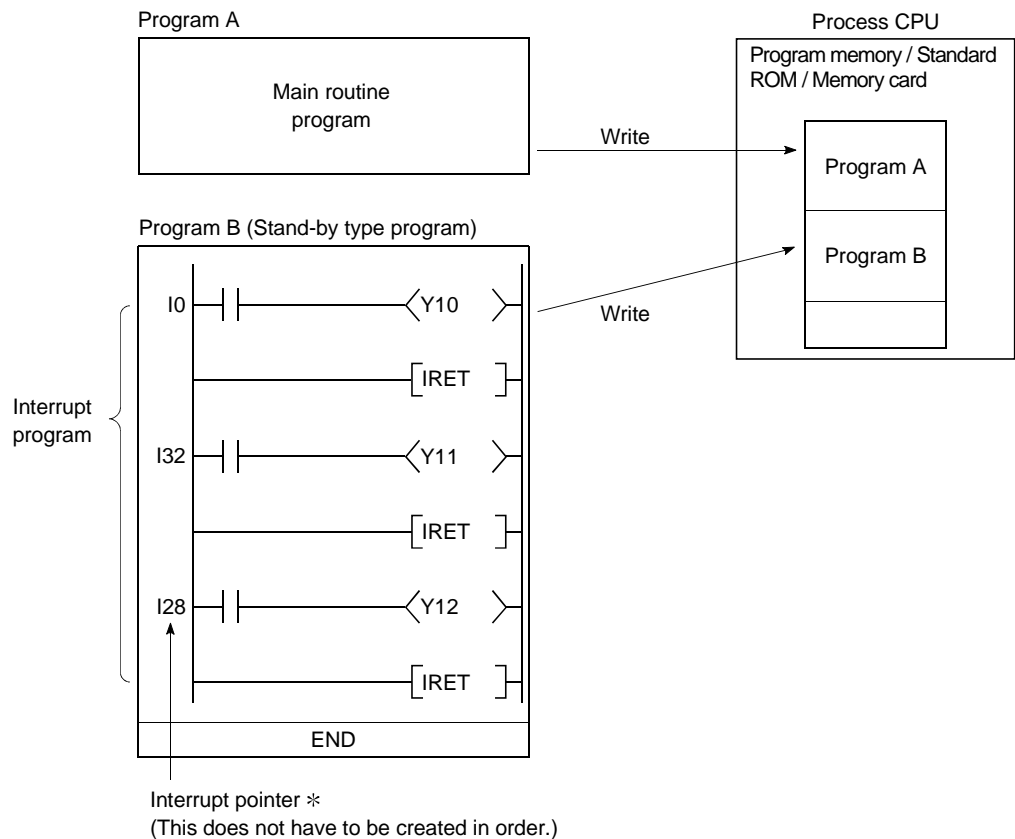 Program A
Main routine
program
Write
Process CPU
Program memory / Standard
ROM / Memory card
Program A
Program B
Program B (Stand-by type program)
Write
Interrupt
program
I0
Y10
IRET
I32
Y11
IRET
I28
Y12
IRET
END
Interrupt pointer ＊
(This does not have to be created in order.)